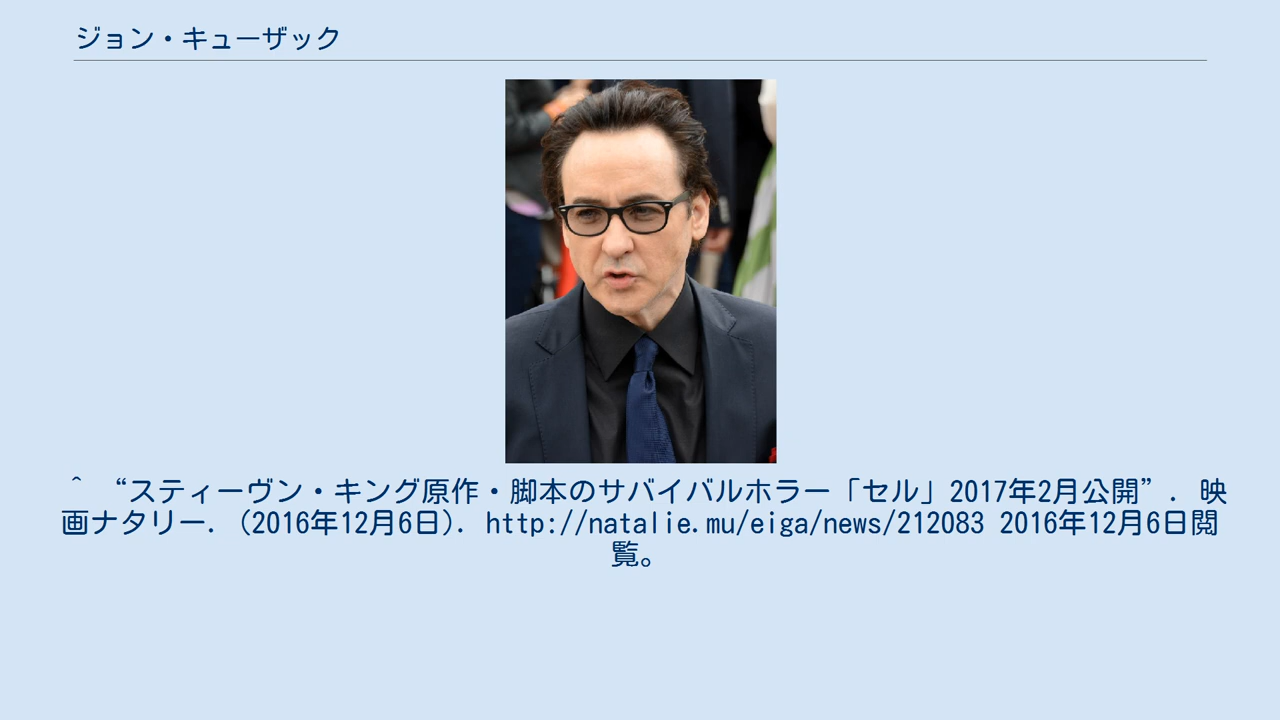 ジョン・キューザック
^ “スティーヴン・キング原作・脚本のサバイバルホラー「セル」2017年2月公開”. 映
画ナタリー. (2016年12月6日). http://natalie.mu/eiga/news/212083 2016年12月6日閲
覧。